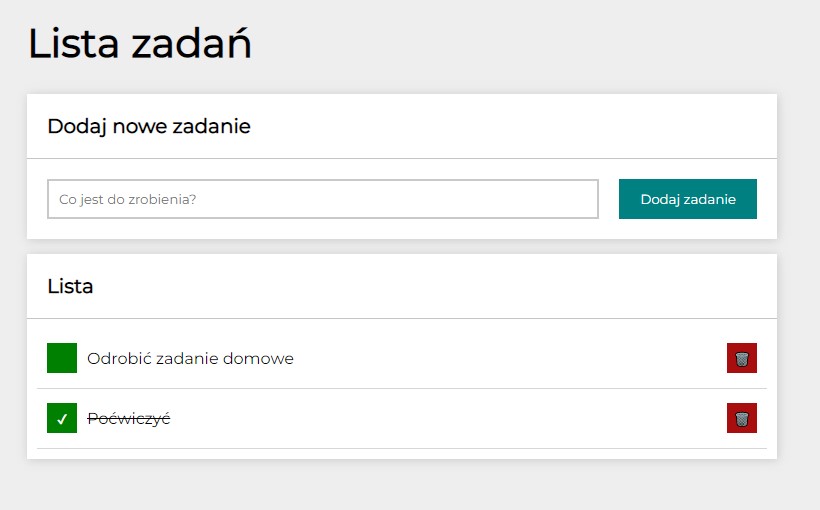 Lista zadań
Dodaj nowe zadanie
Co jest do zrobienia?
Dodaj zadanie
Lista
Odrobić zadanie domowe
✓ Poćwiczyć